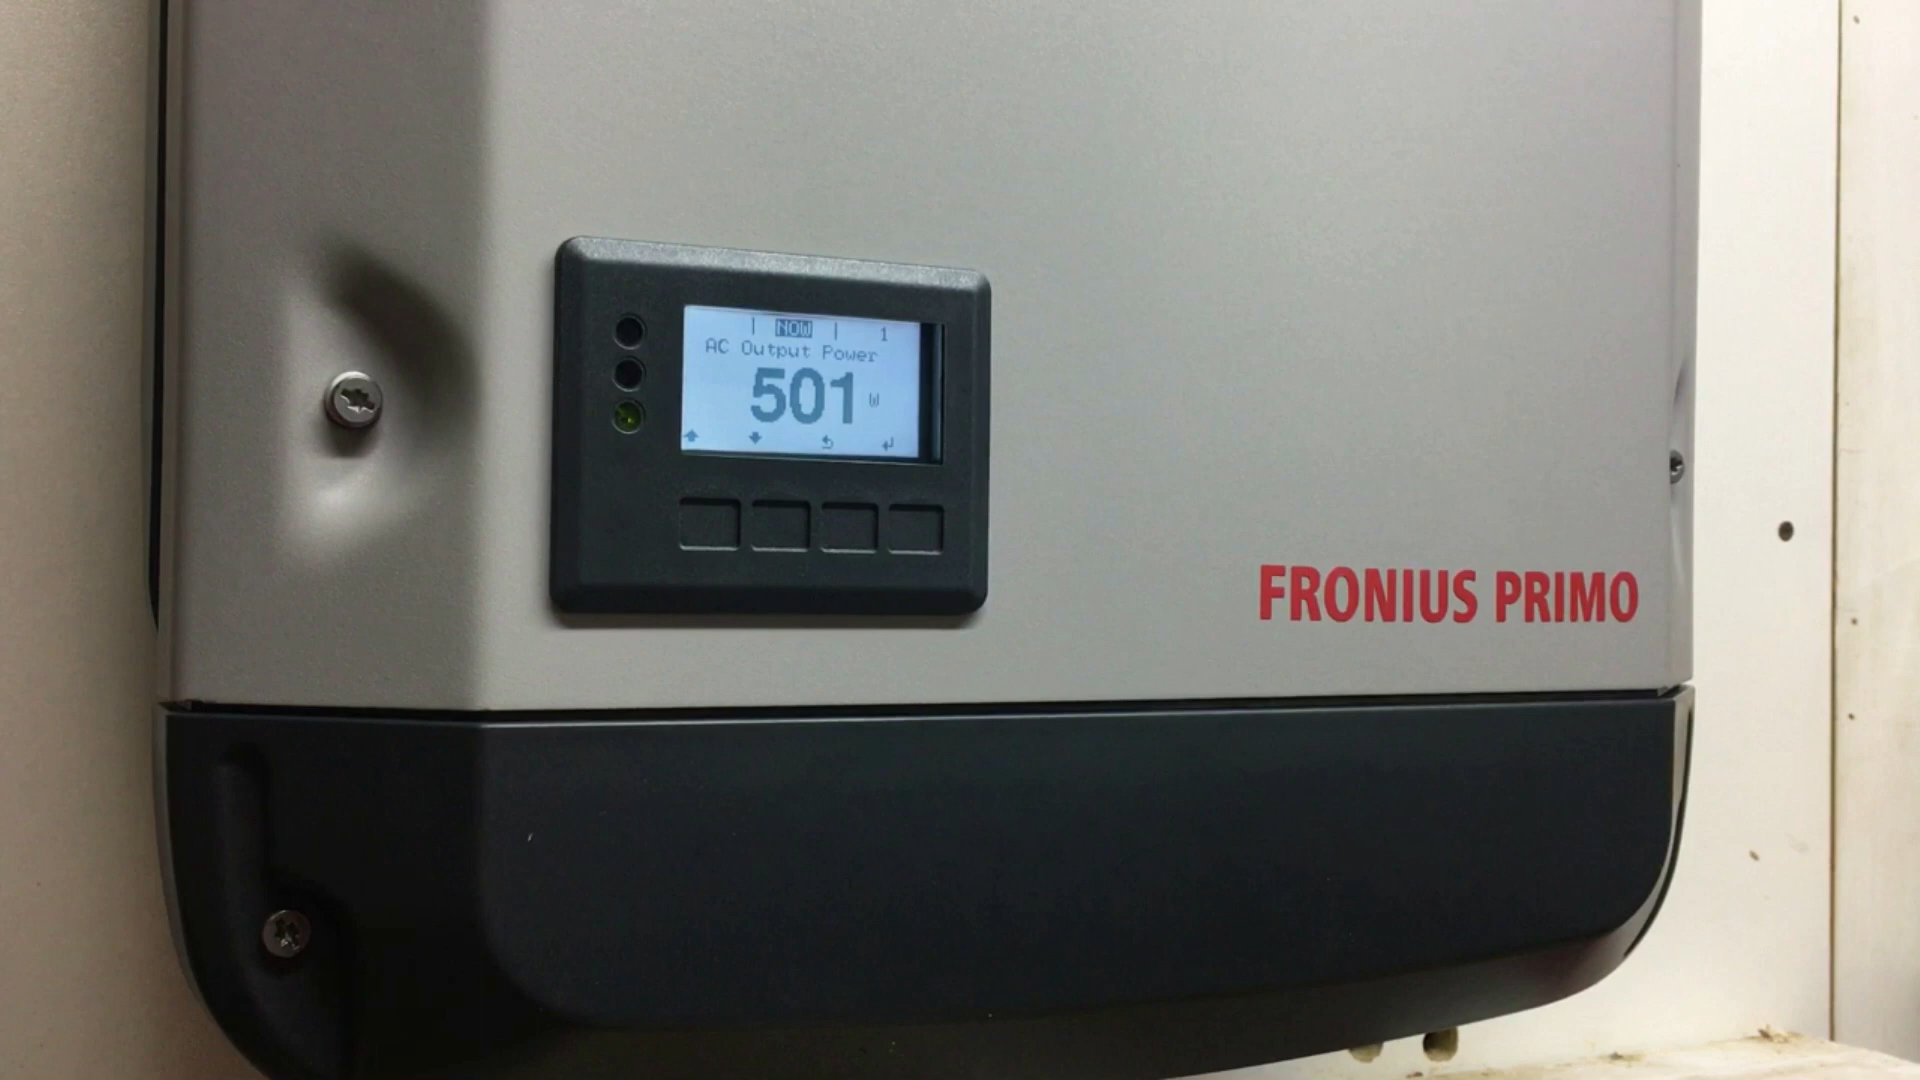 | NOW | 1
AC Output Power
501 W
FRONIUS PRIMO